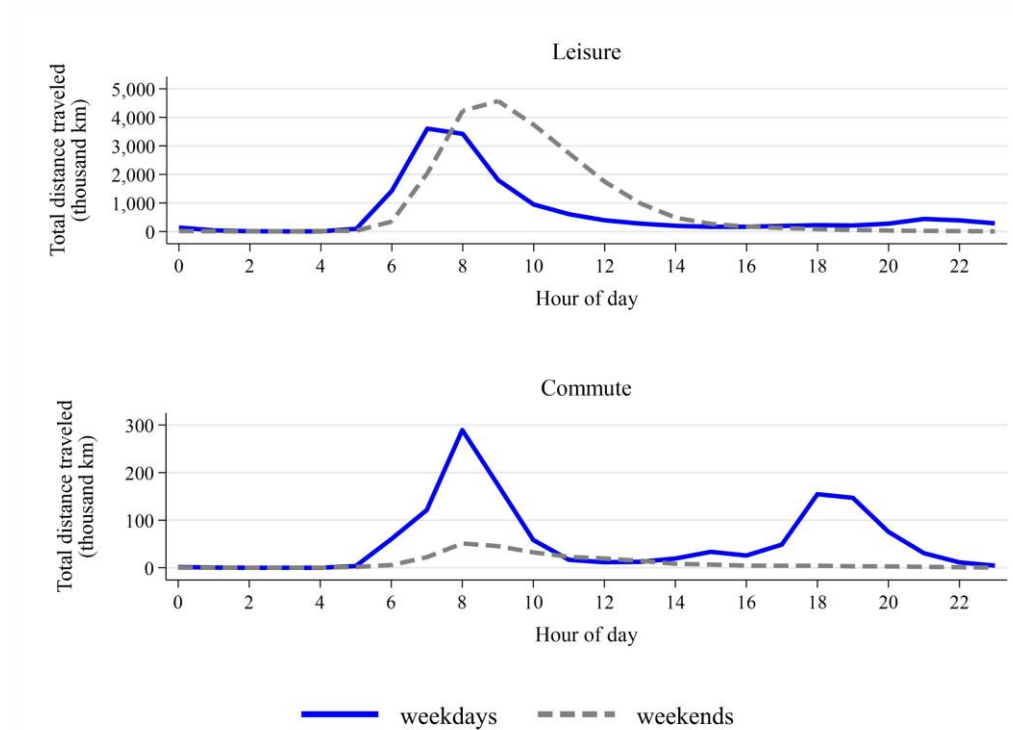 Leisure
Total distance traveled
(thousand km)
5,000
4,000
3,000
2,000
1,000
0
0 2 4 6 8 10 12 14 16 18 20 22
Hour of day
Commute
Total distance traveled
(thousand km)
300
200
100
0
0 2 4 6 8 10 12 14 16 18 20 22
Hour of day
weekdays weekends